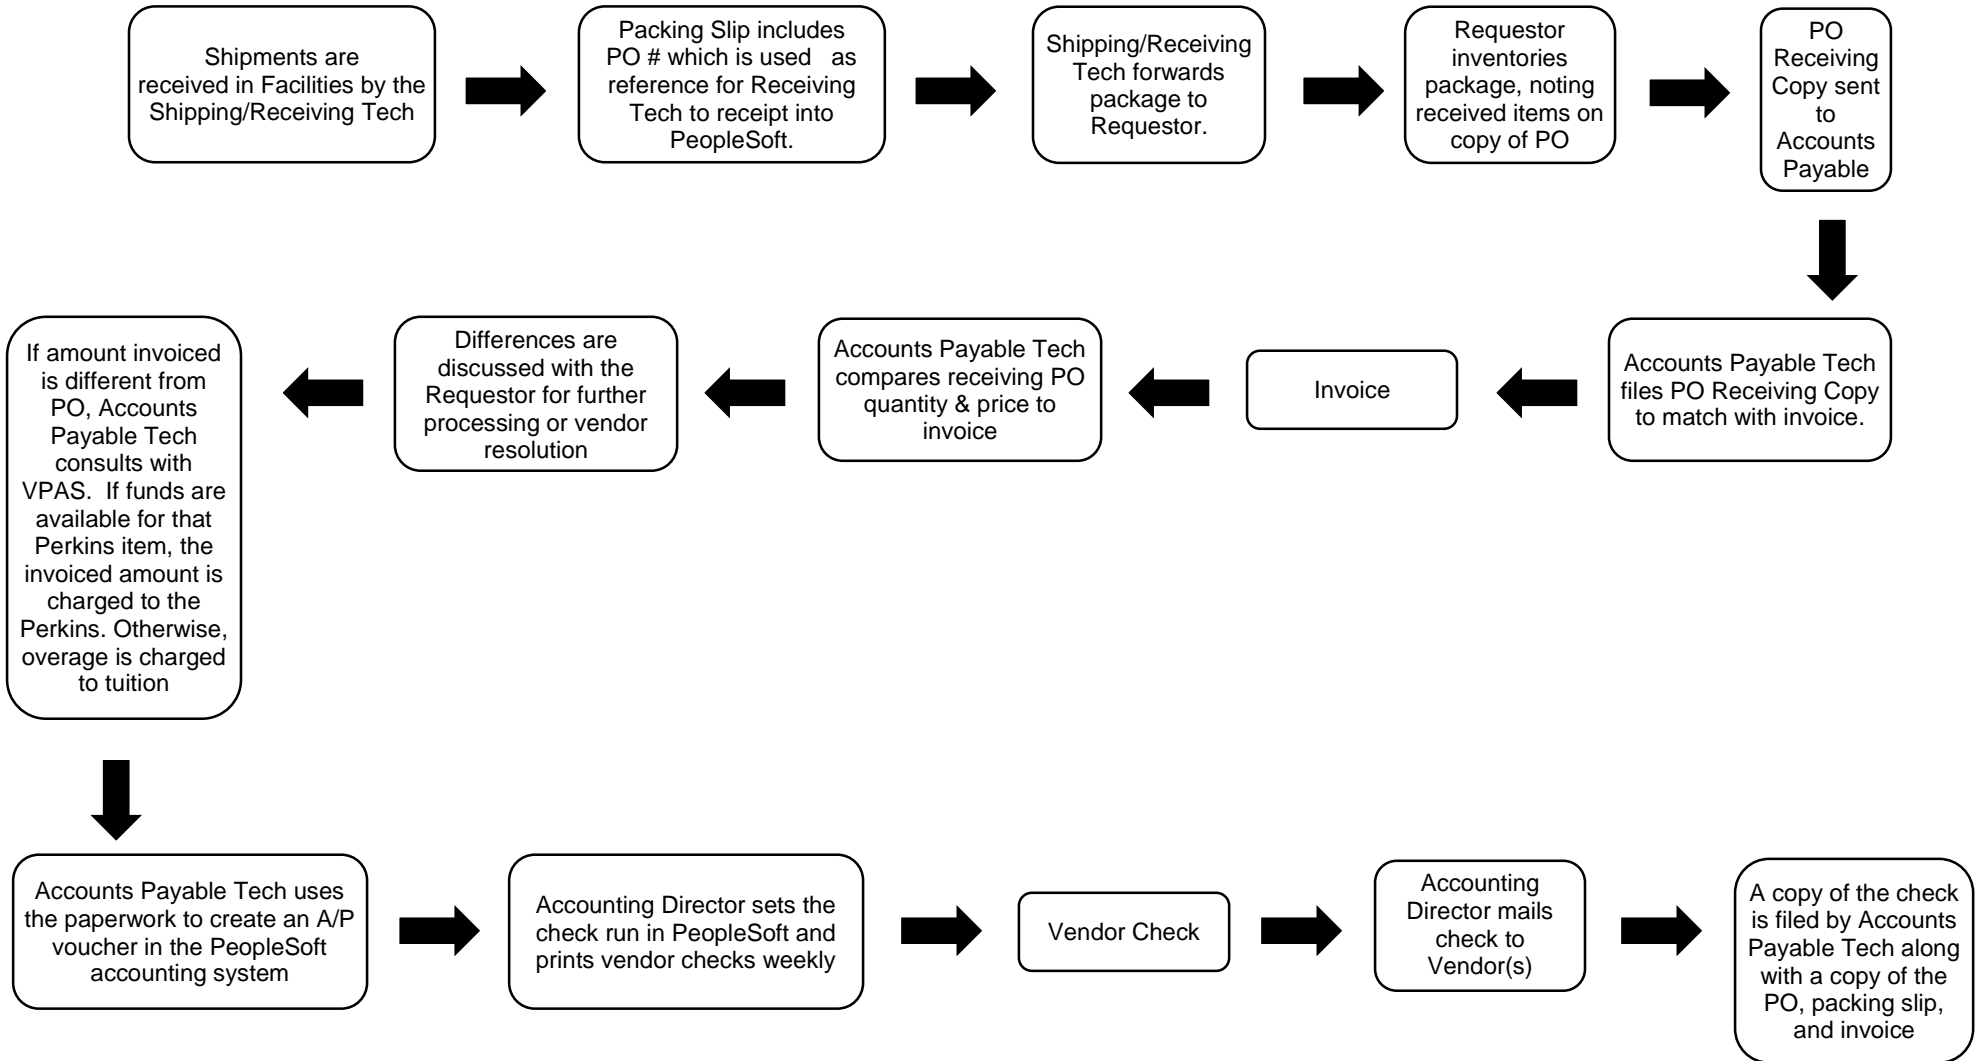 Shipments are
received in Facilities by the
Shipping/Receiving Tech
Packing Slip includes
PO # which is used as
reference for Receiving
Tech to receipt into
PeopleSoft.
Shipping/Receiving
Tech forwards
package to
Requestor.
Requestor
inventories
package, noting
received items on
copy of PO
PO
Receiving
Copy sent
to
Accounts
Payable
Accounts Payable Tech
files PO Receiving Copy
to match with invoice.
Invoice
Accounts Payable Tech
compares receiving PO
quantity & price to
invoice
Differences are
discussed with the
Requestor for further
processing or vendor
resolution
If amount invoiced
is different from
PO, Accounts
Payable Tech
consults with
VPAS. If funds are
available for that
Perkins item, the
invoiced amount is
charged to the
Perkins. Otherwise,
overage is charged
to tuition
Accounts Payable Tech uses
the paperwork to create an A/P
voucher in the PeopleSoft
accounting system
Accounting Director sets the
check run in PeopleSoft and
prints vendor checks weekly
Vendor Check
Accounting
Director mails
check to
Vendor(s)
A copy of the check
is filed by Accounts
Payable Tech along
with a copy of the
PO, packing slip,
and invoice